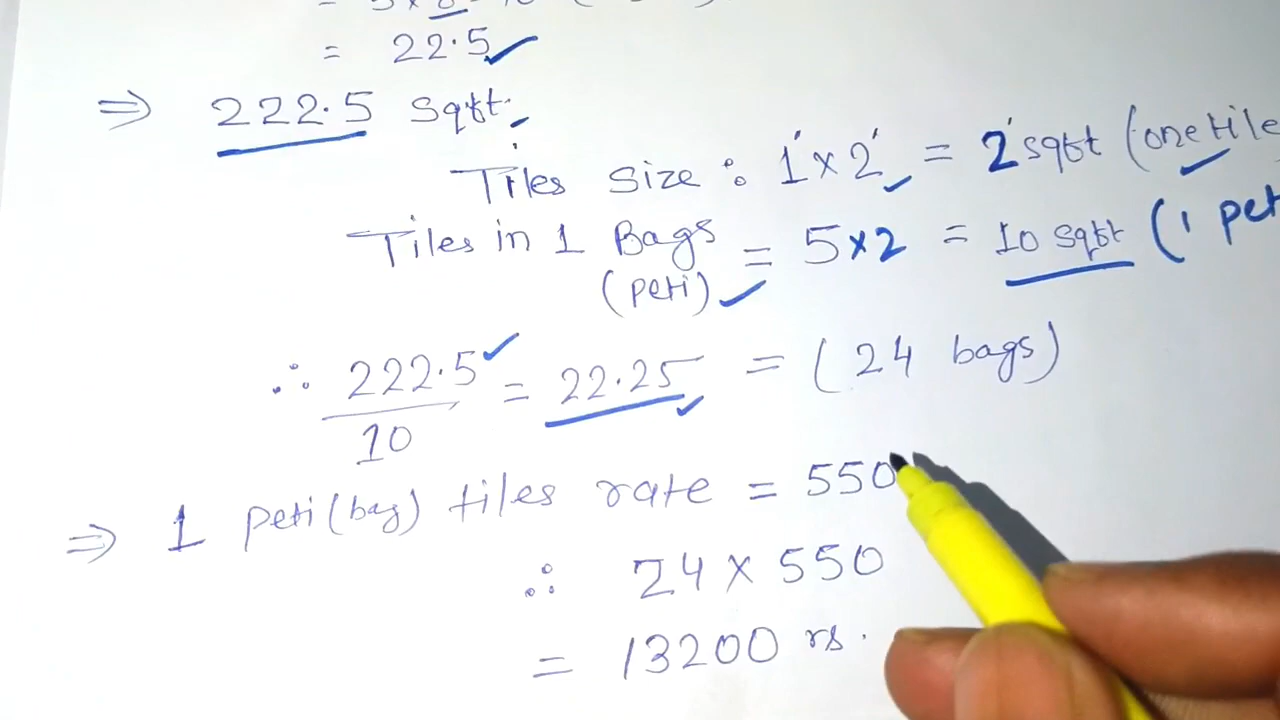 = 22.5
⇒ 222.5 Sqft.
Tiles Size : 1' x 2' = 2' sqft (one tile
Tiles in 1 Bags = 5x2 = 10 sqft (1 pet
(peti)
∴ 222.5 = 22.25 = (24 bags)
10
⇒ 1 Peti (bag) tiles rate = 550
∴ 24 x 550
= 13200 rs.